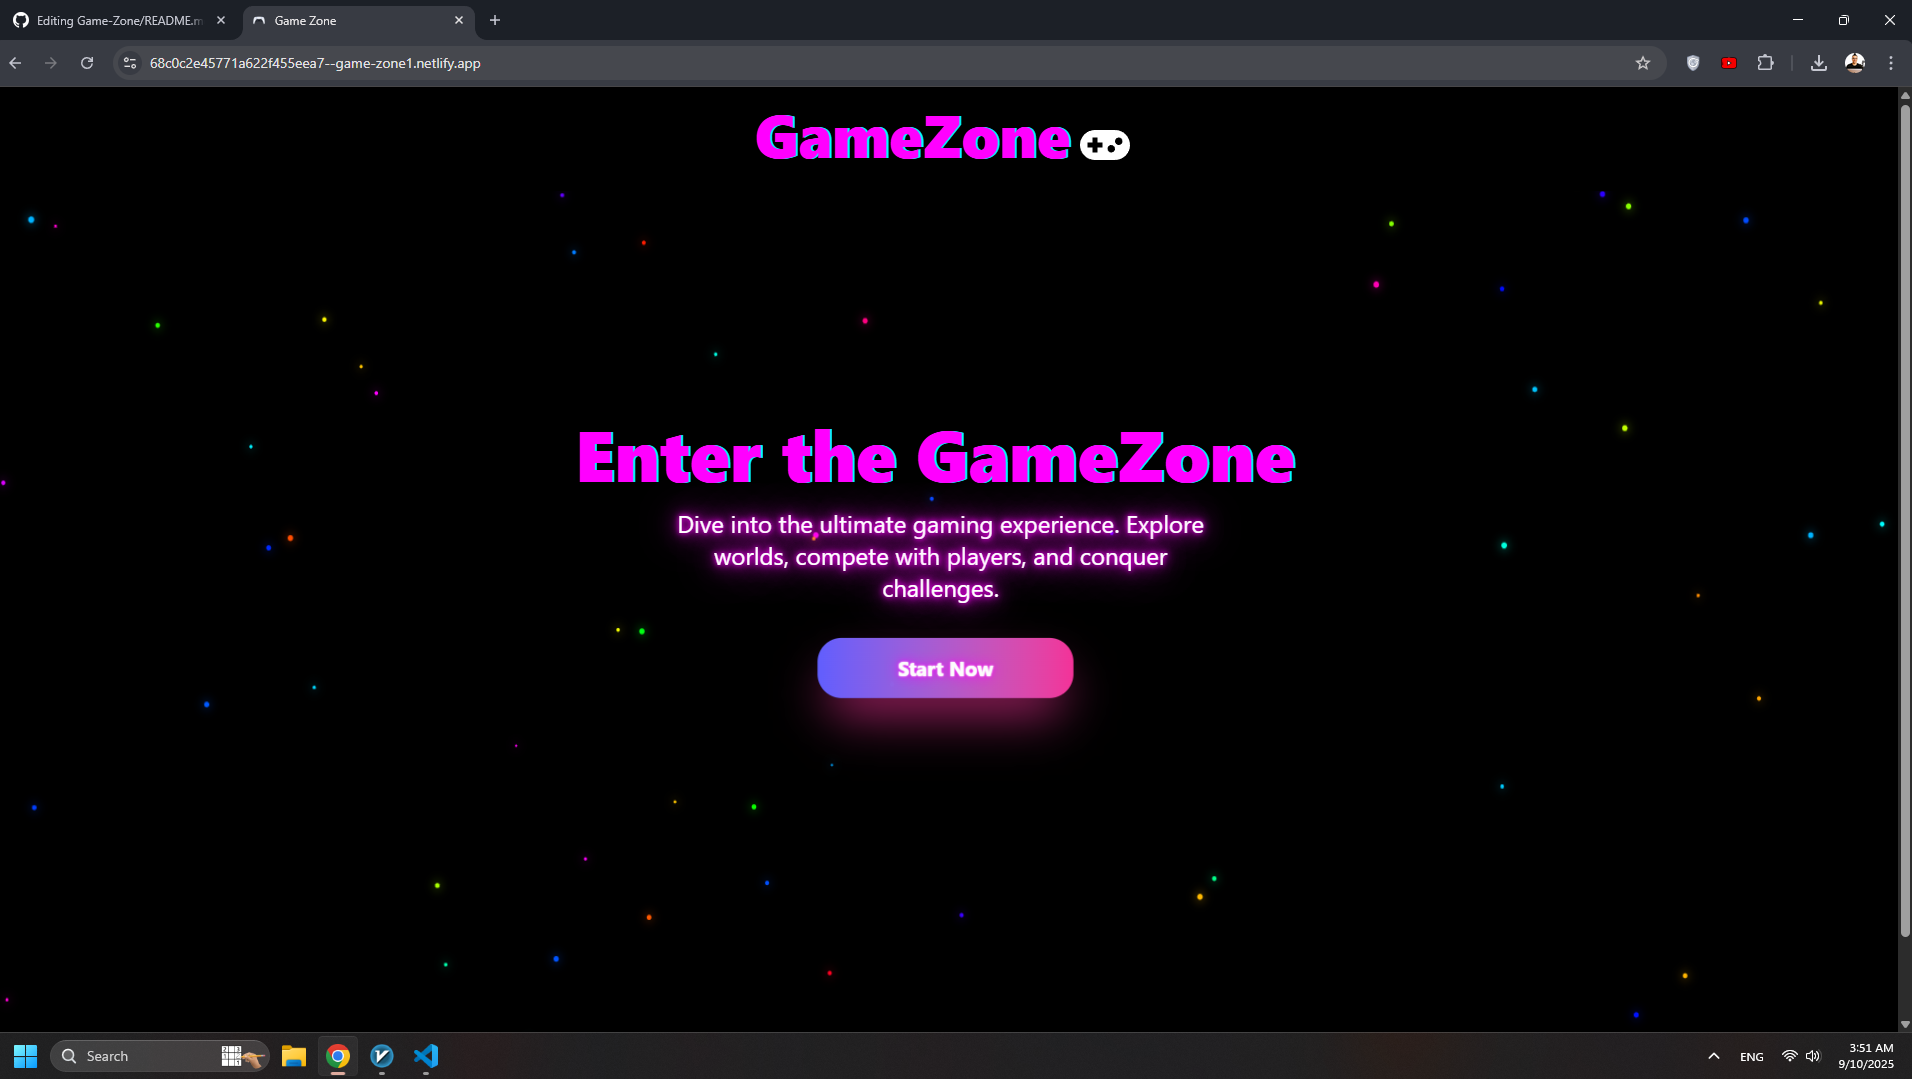 Editing Game-Zone/README.m
Game Zone
68c0c2e45771a622f455eea7--game-zone1.netlify.app
GameZone
Enter the GameZone
Dive into the ultimate gaming experience. Explore
worlds, compete with players, and conquer
challenges.
Start Now
Search
ENG
3:51 AM
9/10/2025